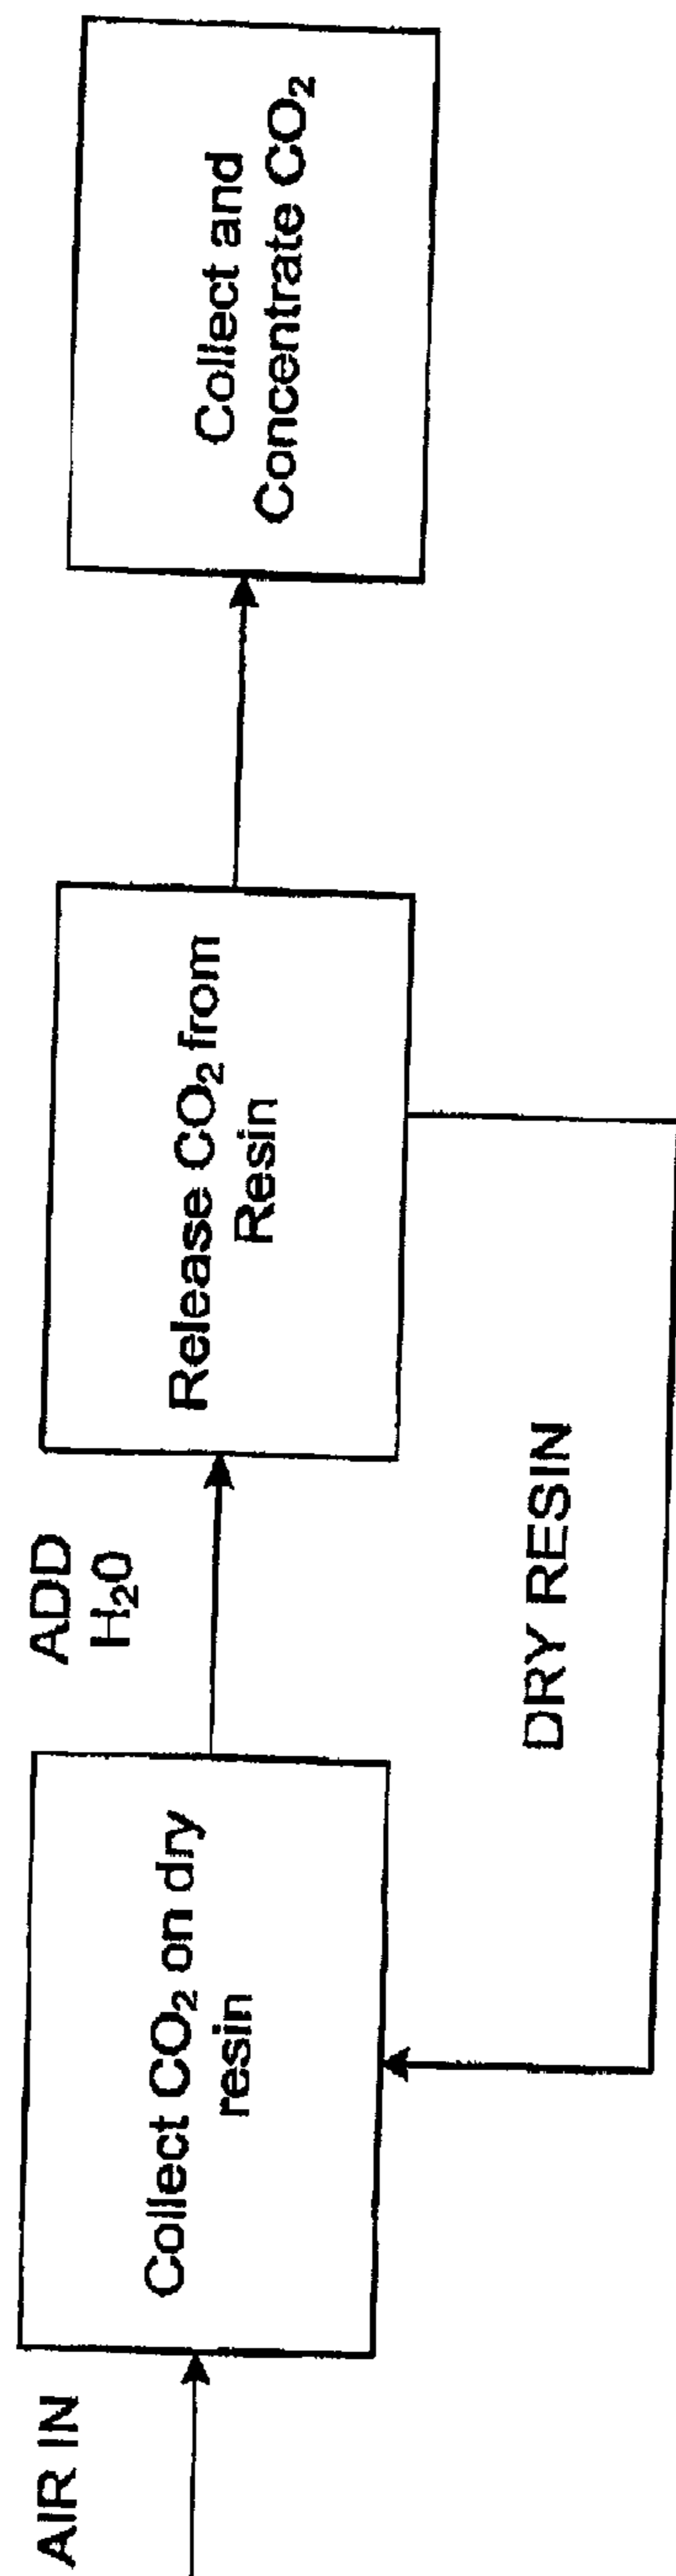 AIR IN
Collect CO₂ on dry
resin
ADD
H₂0
Release CO₂ from
Resin
Collect and
Concentrate CO₂
DRY RESIN